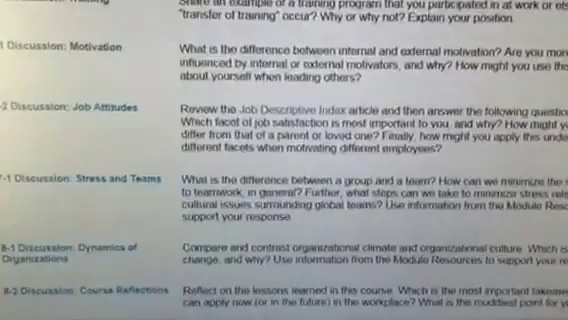 Share an example of a training program that you participated in at work or els
"transfer of training" occur? Why or why not? Explain your position.
1 Discussion: Motivation
What is the difference between internal and external motivation? Are you mor
influenced by internal or external motivators, and why? How might you use this
about yourself when leading others?
-2 Discussion: Job Attitudes
Review the Job Descriptive Index article and then answer the following questio
Which facet of job satisfaction is most important to you, and why? How might y
differ from that of a parent or loved one? Finally, how might you apply this unde
different facets when motivating different employees?
-1 Discussion: Stress and Teams
What is the difference between a group and a team? How can we minimize the s
to teamwork, in general? Further, what steps can we take to minimize stress rela
cultural issues surrounding global teams? Use information from the Module Reso
support your response.
8-1 Discussion: Dynamics of
Organizations
Compare and contrast organizational climate and organizational culture. Which is
change, and why? Use information from the Module Resources to support your re
8-2 Discussion: Course Reflections
Reflect on the lessons learned in this course. Which is the most important takeaw
can apply now (or in the future) in the workplace? What is the muddiest point for y